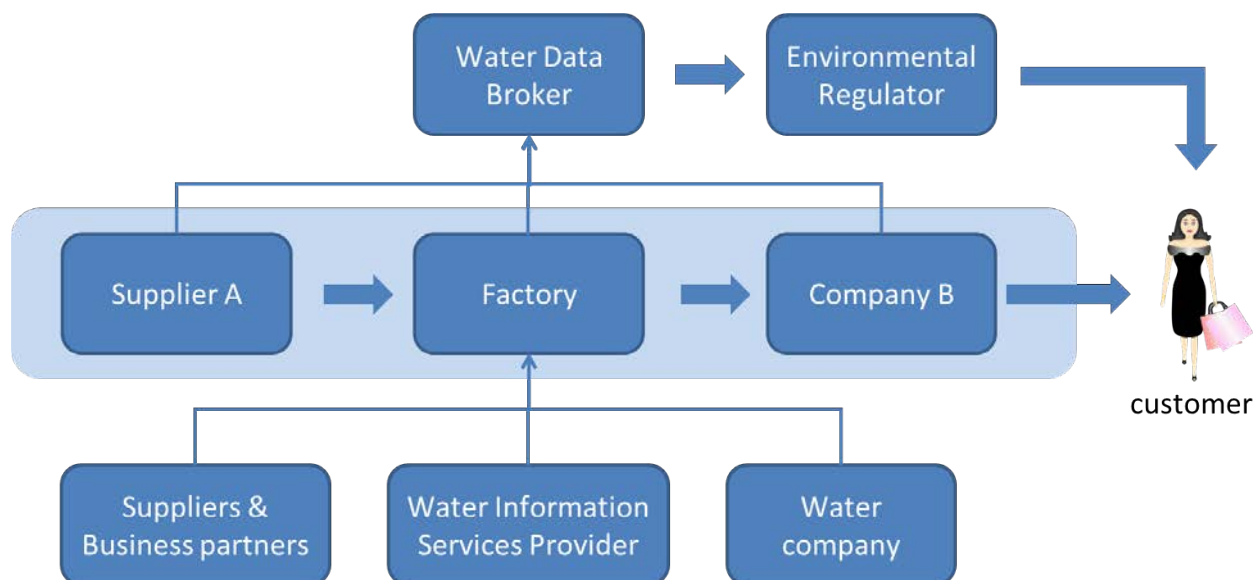 Water Data
Broker
Environmental
Regulator
Supplier A
Factory
Company B
customer
Suppliers &
Business partners
Water Information
Services Provider
Water
company